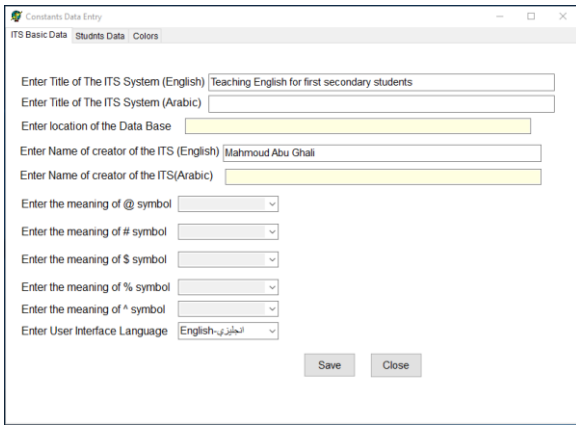 Constants Data Entry
ITS Basic Data Studnts Data Colors
Enter Title of The ITS System (English) Teaching English for first secondary students
Enter Title of The ITS System (Arabic)
Enter location of the Data Base
Enter Name of creator of the ITS (English) Mahmoud Abu Ghali
Enter Name of creator of the ITS(Arabic)
Enter the meaning of @ symbol
Enter the meaning of # symbol
Enter the meaning of $ symbol
Enter the meaning of % symbol
Enter the meaning of ^ symbol
Enter User Interface Language English-انجليزي
Save Close